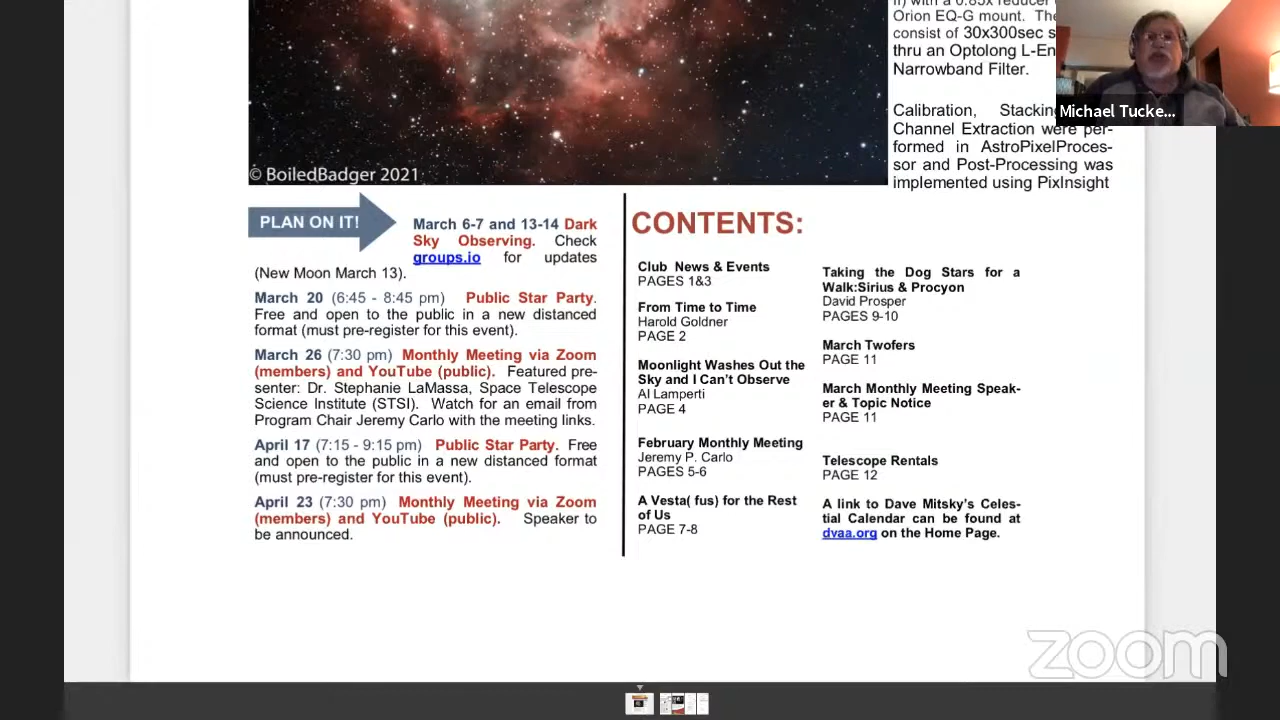 II) with a 0.85x reducer
Orion EQ-G mount. The
consist of 30x300sec s
thru an Optolong L-En
Narrowband Filter.
Calibration, Stacking
Channel Extraction were per-
formed in AstroPixelProces-
sor and Post-Processing was
implemented using PixInsight
Michael Tucke...
© BoiledBadger 2021
PLAN ON IT!
March 6-7 and 13-14 Dark
Sky Observing. Check
groups.io for updates
(New Moon March 13).
March 20 (6:45 - 8:45 pm) Public Star Party.
Free and open to the public in a new distanced
format (must pre-register for this event).
March 26 (7:30 pm) Monthly Meeting via Zoom
(members) and YouTube (public). Featured pre-
senter: Dr. Stephanie LaMassa, Space Telescope
Science Institute (STSI). Watch for an email from
Program Chair Jeremy Carlo with the meeting links.
April 17 (7:15 - 9:15 pm) Public Star Party. Free
and open to the public in a new distanced format
(must pre-register for this event).
April 23 (7:30 pm) Monthly Meeting via Zoom
(members) and YouTube (public). Speaker to
be announced.
CONTENTS:
Club News & Events
PAGES 1&3
From Time to Time
Harold Goldner
PAGE 2
Moonlight Washes Out the
Sky and I Can't Observe
Al Lamperti
PAGE 4
February Monthly Meeting
Jeremy P. Carlo
PAGES 5-6
A Vesta( fus) for the Rest
of Us
PAGE 7-8
Taking the Dog Stars for a
Walk:Sirius & Procyon
David Prosper
PAGES 9-10
March Twofers
PAGE 11
March Monthly Meeting Speak-
er & Topic Notice
PAGE 11
Telescope Rentals
PAGE 12
A link to Dave Mitsky's Celes-
tial Calendar can be found at
dvaa.org on the Home Page.
zoom